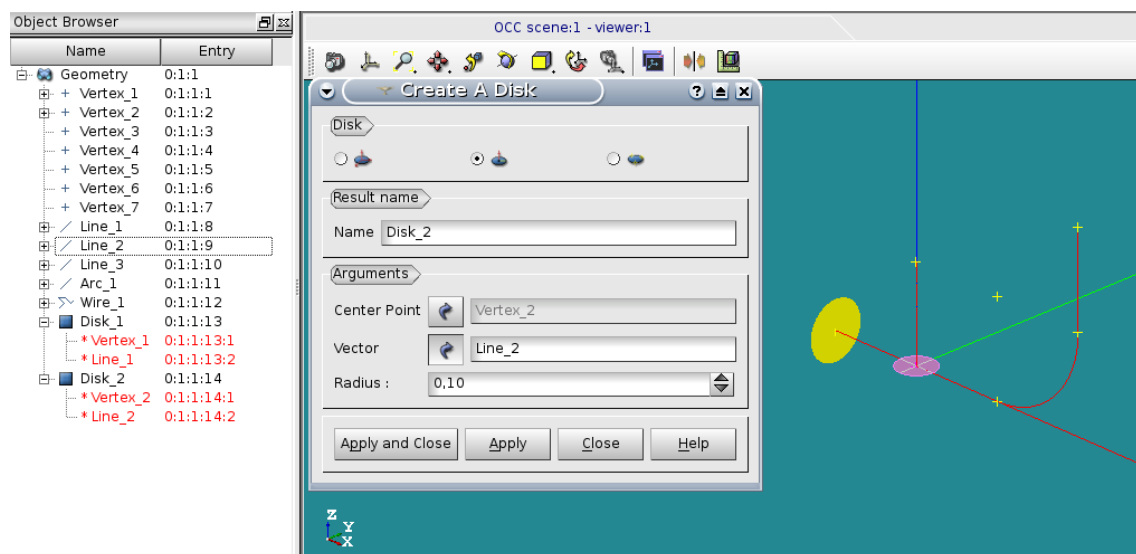 Object Browser
Name Entry
Geometry 0:1:1
+ Vertex_1 0:1:1:1
+ Vertex_2 0:1:1:2
+ Vertex_3 0:1:1:3
+ Vertex_4 0:1:1:4
+ Vertex_5 0:1:1:5
+ Vertex_6 0:1:1:6
+ Vertex_7 0:1:1:7
Line_1 0:1:1:8
Line_2 0:1:1:9
Line_3 0:1:1:10
Arc_1 0:1:1:11
Wire_1 0:1:1:12
Disk_1 0:1:1:13
* Vertex_1 0:1:1:13:1
* Line_1 0:1:1:13:2
Disk_2 0:1:1:14
* Vertex_2 0:1:1:14:1
* Line_2 0:1:1:14:2
OCC scene:1 - viewer:1
Create A Disk
Disk
Result name
Name Disk_2
Arguments
Center Point Vertex_2
Vector Line_2
Radius : 0,10
Apply and Close Apply Close Help
Z
Y
X